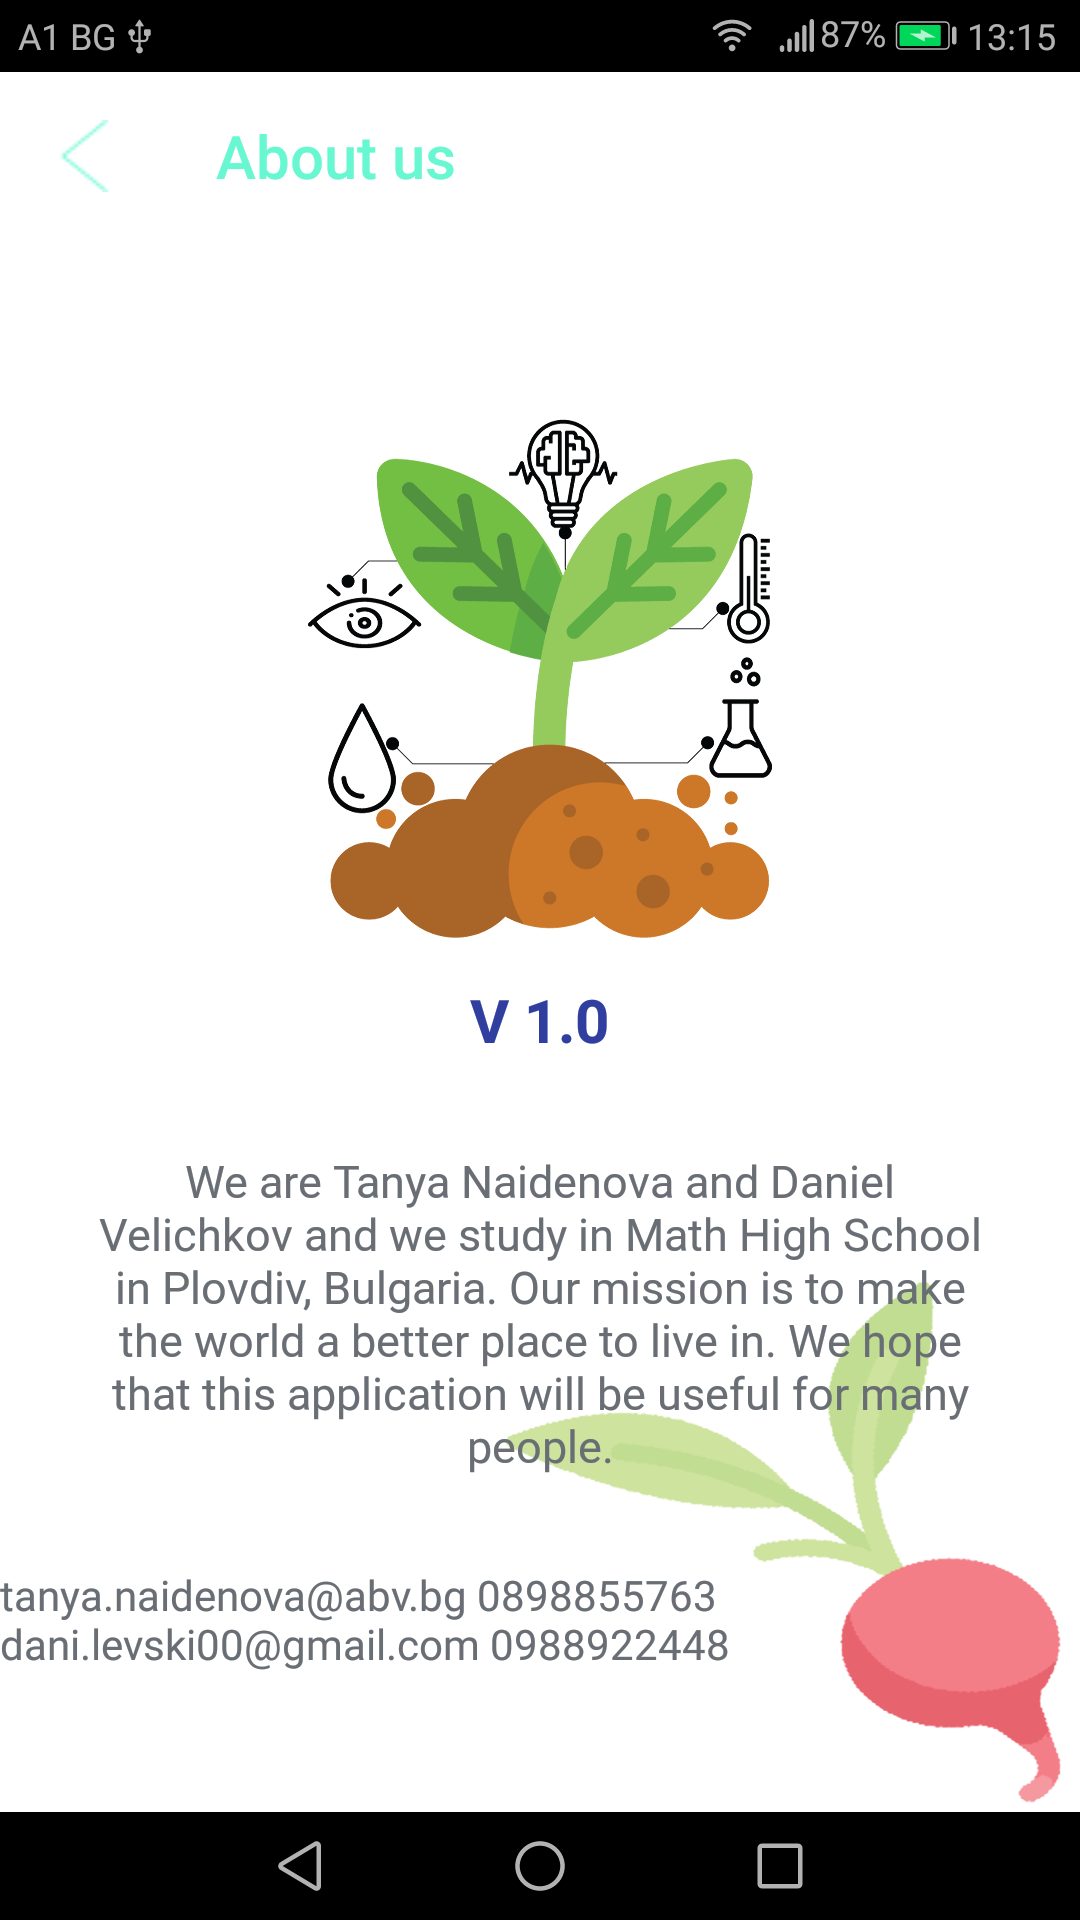 A1 BG 87% 13:15
About us
V 1.0
We are Tanya Naidenova and Daniel
Velichkov and we study in Math High School
in Plovdiv, Bulgaria. Our mission is to make
the world a better place to live in. We hope
that this application will be useful for many
people.
tanya.naidenova@abv.bg 0898855763
dani.levski00@gmail.com 0988922448